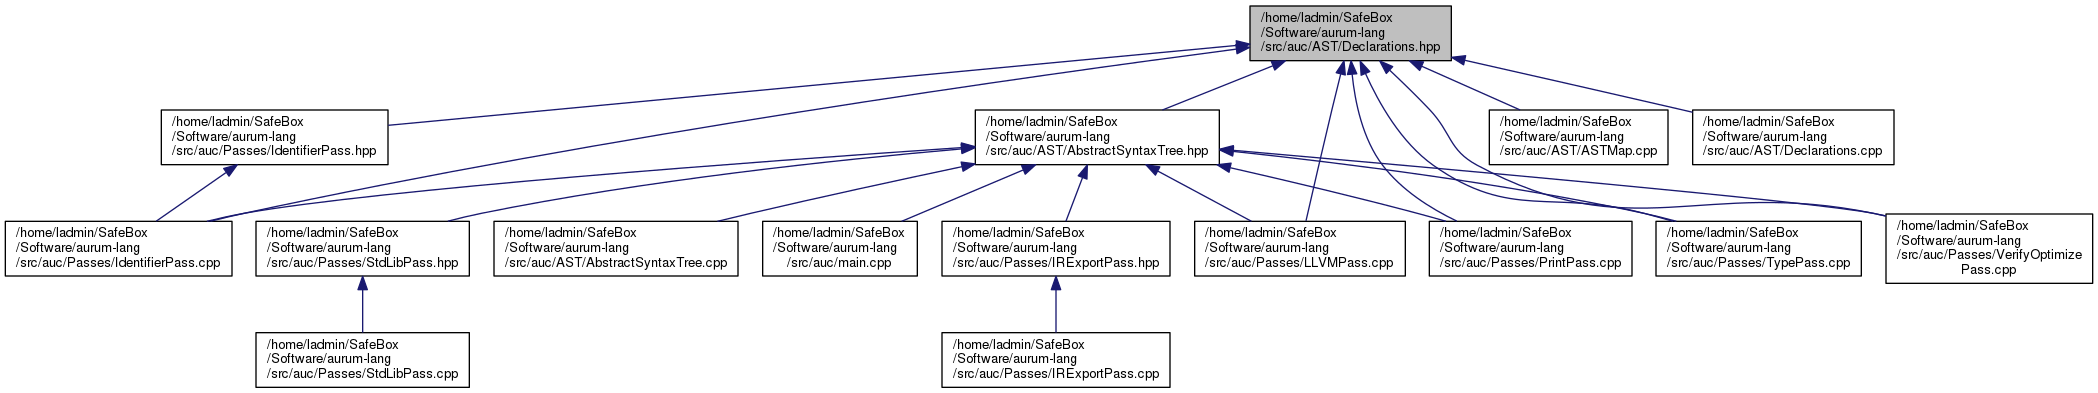 /home/ladmin/SafeBox
/Software/aurum-lang
/src/auc/AST/Declarations.hpp
/home/ladmin/SafeBox
/Software/aurum-lang
/src/auc/Passes/IdentifierPass.hpp
/home/ladmin/SafeBox
/Software/aurum-lang
/src/auc/AST/AbstractSyntaxTree.hpp
/home/ladmin/SafeBox
/Software/aurum-lang
/src/auc/AST/ASTMap.cpp
/home/ladmin/SafeBox
/Software/aurum-lang
/src/auc/AST/Declarations.cpp
/home/ladmin/SafeBox
/Software/aurum-lang
/src/auc/Passes/IdentifierPass.cpp
/home/ladmin/SafeBox
/Software/aurum-lang
/src/auc/Passes/StdLibPass.hpp
/home/ladmin/SafeBox
/Software/aurum-lang
/src/auc/AST/AbstractSyntaxTree.cpp
/home/ladmin/SafeBox
/Software/aurum-lang
/src/auc/main.cpp
/home/ladmin/SafeBox
/Software/aurum-lang
/src/auc/Passes/IRExportPass.hpp
/home/ladmin/SafeBox
/Software/aurum-lang
/src/auc/Passes/LLVMPass.cpp
/home/ladmin/SafeBox
/Software/aurum-lang
/src/auc/Passes/PrintPass.cpp
/home/ladmin/SafeBox
/Software/aurum-lang
/src/auc/Passes/TypePass.cpp
/home/ladmin/SafeBox
/Software/aurum-lang
/src/auc/Passes/VerifyOptimize
Pass.cpp
/home/ladmin/SafeBox
/Software/aurum-lang
/src/auc/Passes/StdLibPass.cpp
/home/ladmin/SafeBox
/Software/aurum-lang
/src/auc/Passes/IRExportPass.cpp